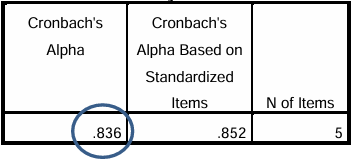 Cronbach's
Alpha
Cronbach's
Alpha Based on
Standardized
Items
N of Items
.836
.852
5